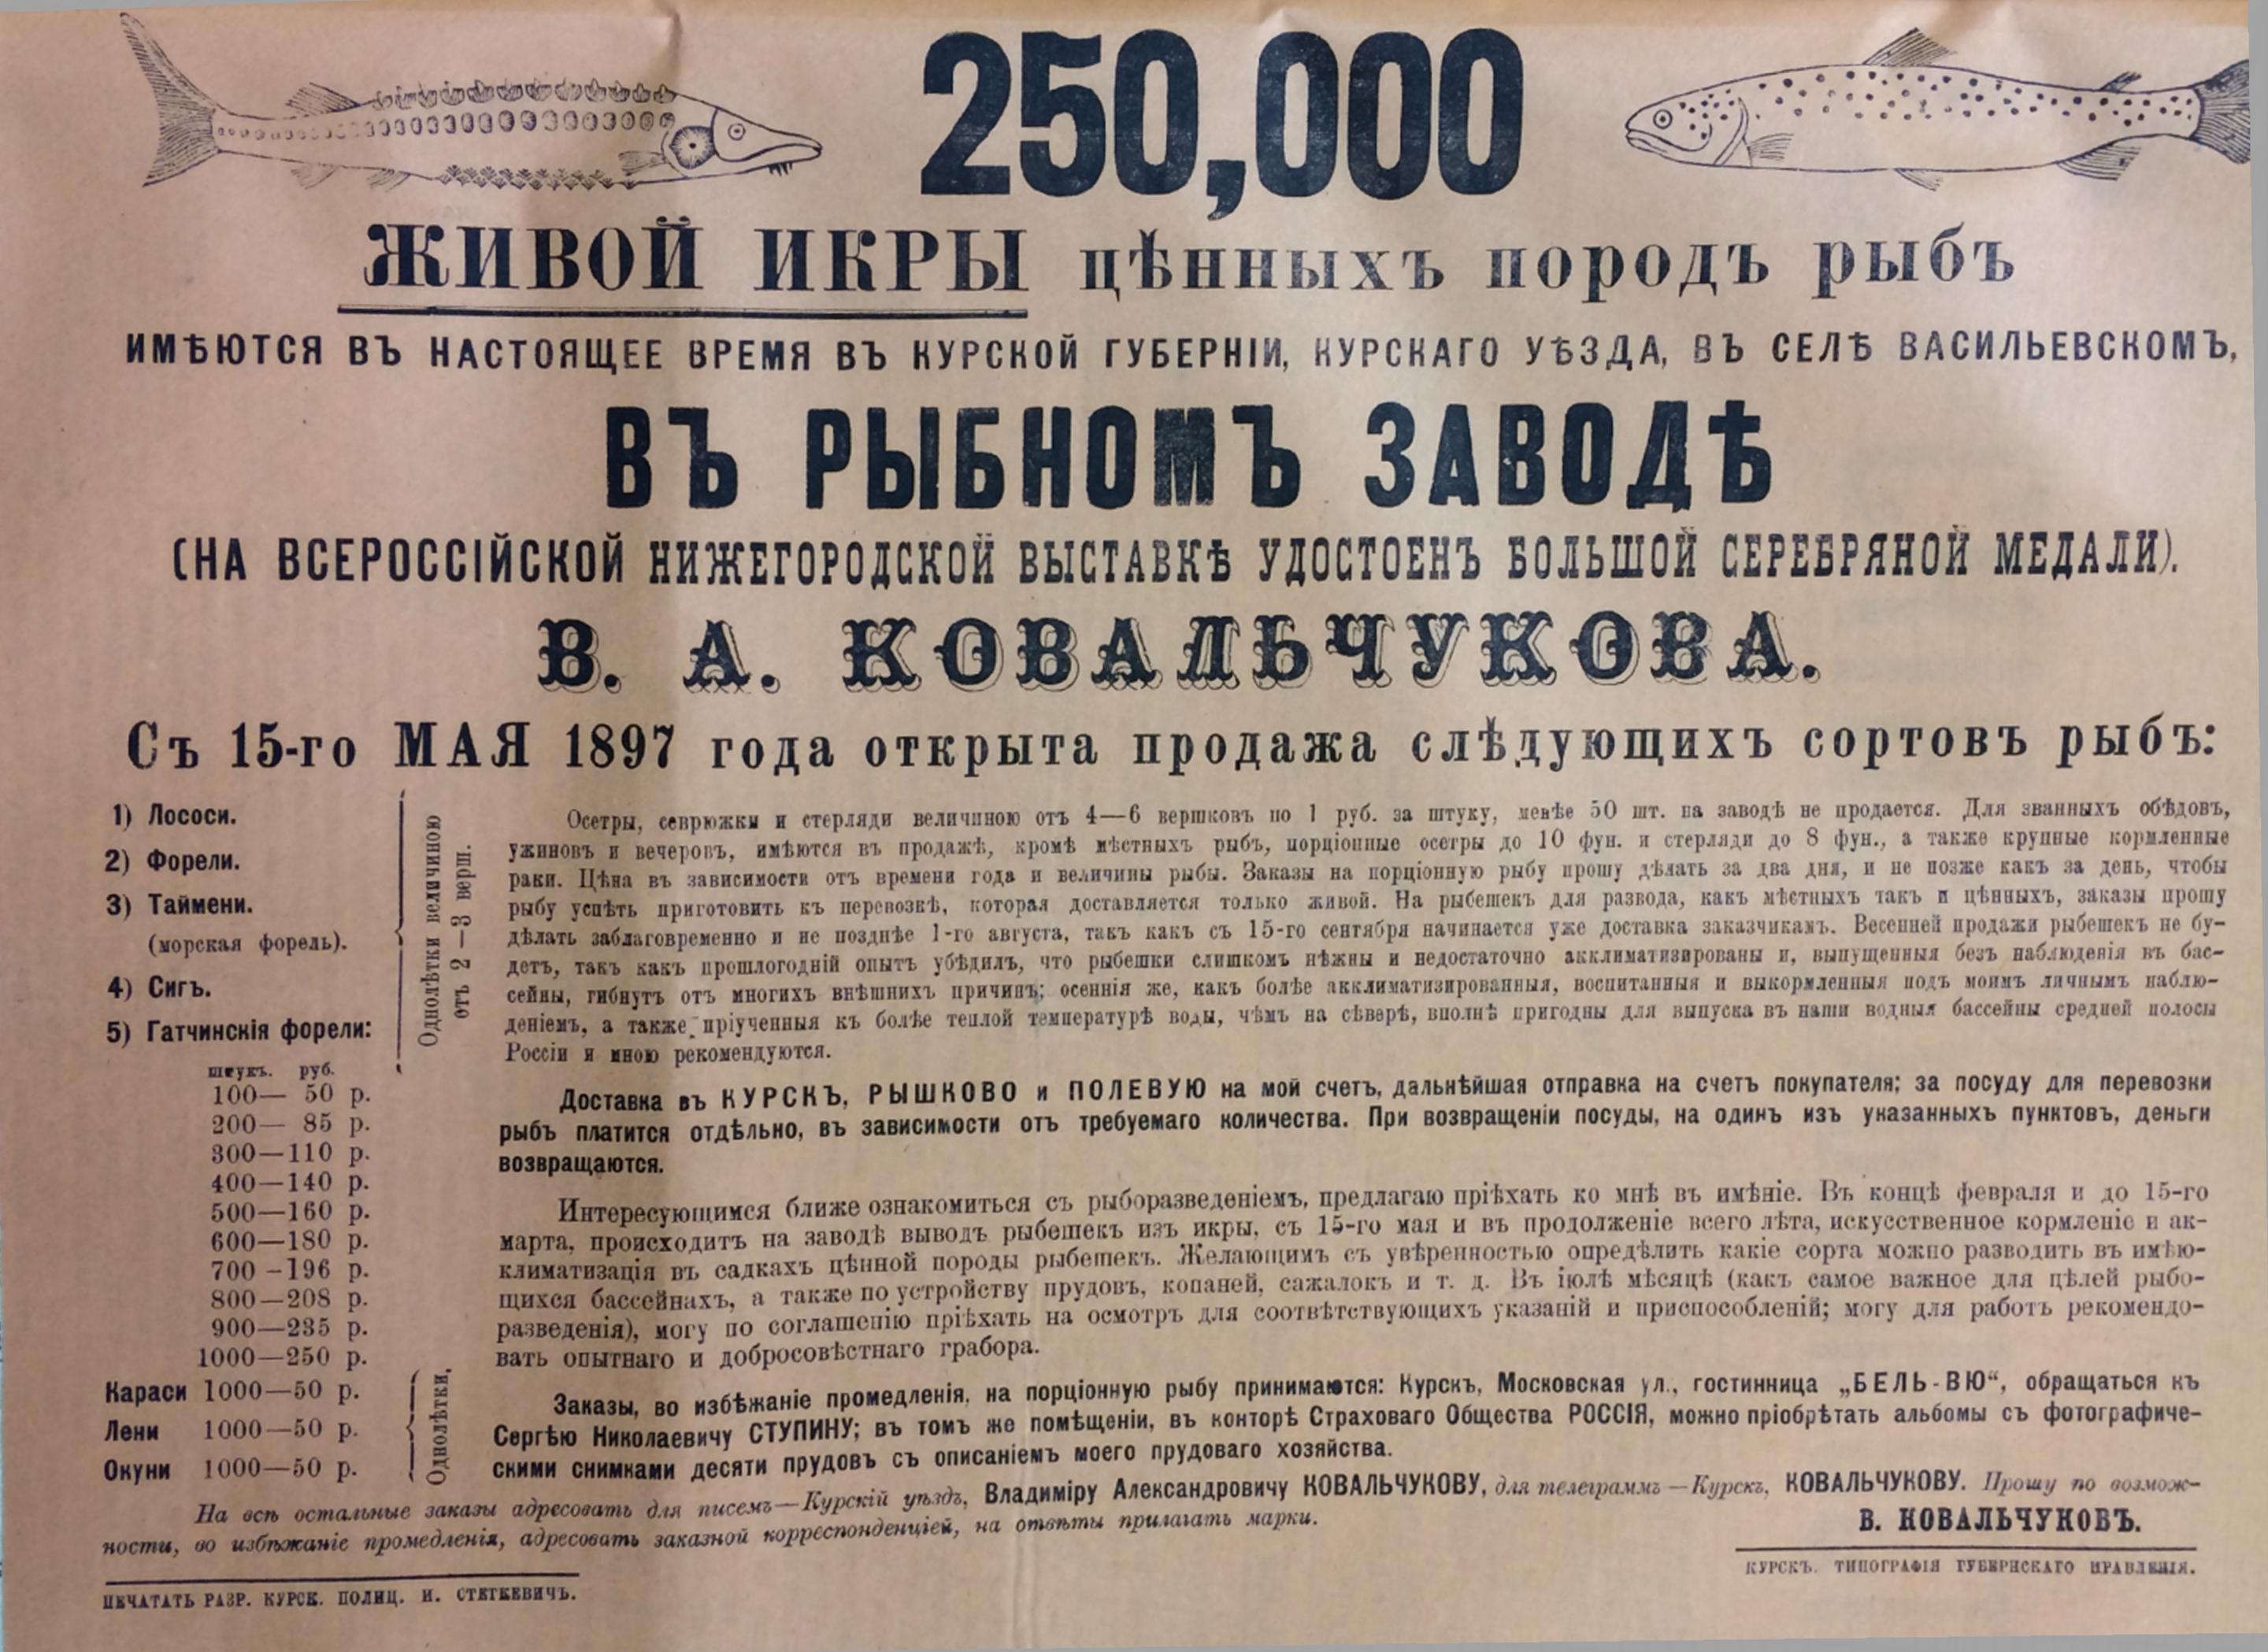 250,000
ЖИВОЙ ИКРЫ цѣнныхъ породъ рыбъ
ИМѢЮТСЯ ВЪ НАСТОЯЩЕЕ ВРЕМЯ ВЪ КУРСКОЙ ГУБЕРНІИ, КУРСКАГО УѢЗДА, ВЪ СЕЛѢ ВАСИЛЬЕВСКОМЪ,
ВЪ РЫБНОМЪ ЗАВОДѢ
(НА ВСЕРОССІЙСКОЙ НИЖЕГОРОДСКОЙ ВЫСТАВКѢ УДОСТОЕНЪ БОЛЬШОЙ СЕРЕБРЯНОЙ МЕДАЛИ).
В. А. КОВАЛЬЧУКОВА.
Съ 15-го МАЯ 1897 года открыта продажа слѣдующихъ сортовъ рыбъ:
1) Лососи.
2) Форели.
3) Таймени.
(морская форель).
4) Сигъ.
5) Гатчинскія форели:
Однолѣтки величиною
отъ 2—3 верш.
штукъ. руб.
100— 50 р.
200— 85 р.
300—110 р.
400—140 р.
500—160 р.
600—180 р.
700 -196 р.
800—208 р.
900—235 р.
1000—250 р.
Караси 1000—50 р.
Лени 1000—50 р.
Окуни 1000—50 р.
Однолѣтки,
Осетры, севрюжки и стерляди величиною отъ 4—6 вершковъ по 1 руб. за штуку, менѣе 50 шт. на заводѣ не продается. Для званныхъ обѣдовъ,
ужиновъ и вечеровъ, имѣются въ продажѣ, кромѣ мѣстныхъ рыбъ, порціонные осетры до 10 фун. и стерляди до 8 фун., а также крупные кормленные
раки. Цѣна въ зависимости отъ времени года и величины рыбы. Заказы на порціонную рыбу прошу дѣлать за два дня, и не позже какъ за день, чтобы
рыбу успѣть приготовить къ перевозкѣ, которая доставляется только живой. На рыбешекъ для развода, какъ мѣстныхъ такъ и цѣнныхъ, заказы прошу
дѣлать заблаговременно и не позднѣе 1-го августа, такъ какъ съ 15-го сентября начинается уже доставка заказчикамъ. Весенней продажи рыбешекъ не бу-
детъ, такъ какъ прошлогодній опытъ убѣдилъ, что рыбешки слишкомъ нѣжны и недостаточно акклиматизированы и, выпущенныя безъ наблюденія въ бас-
сейны, гибнутъ отъ многихъ внѣшнихъ причинъ; осеннія же, какъ болѣе акклиматизированныя, воспитанныя и выкормленныя подъ моимъ личнымъ наблю-
деніемъ, а также пріученныя къ болѣе теплой температурѣ воды, чѣмъ на сѣверѣ, вполнѣ пригодны для выпуска въ наши водныя бассейны средней полосы
Россіи и мною рекомендуются.
Доставка въ КУРСКЪ, РЫШКОВО и ПОЛЕВУЮ на мой счетъ, дальнѣйшая отправка на счетъ покупателя; за посуду для перевозки
рыбъ платится отдѣльно, въ зависимости отъ требуемаго количества. При возвращеніи посуды, на одинъ изъ указанныхъ пунктовъ, деньги
возвращаются.
Интересующимся ближе ознакомиться съ рыборазведеніемъ, предлагаю пріѣхать ко мнѣ въ имѣніе. Въ концѣ февраля и до 15-го
марта, происходитъ на заводѣ выводъ рыбешекъ изъ икры, съ 15-го мая и въ продолженіе всего лѣта, искусственное кормленіе и ак-
климатизація въ садкахъ цѣнной породы рыбешекъ. Желающимъ съ увѣренностью опредѣлить какіе сорта можно разводить въ имѣю-
щихся бассейнахъ, а также по устройству прудовъ, копаней, сажалокъ и т. д. Въ іюлѣ мѣсяцѣ (какъ самое важное для цѣлей рыбо-
разведенія), могу по соглашенію пріѣхать на осмотръ для соотвѣтствующихъ указаній и приспособленій; могу для работъ рекомендо-
вать опытнаго и добросовѣстнаго грабора.
Заказы, во избѣжаніе промедленія, на порціонную рыбу принимаются: Курскъ, Московская ул., гостинница „БЕЛЬ-ВЮ“, обращаться къ
Сергѣю Николаевичу СТУПИНУ; въ томъ же помѣщеніи, въ конторѣ Страховаго Общества РОССІЯ, можно пріобрѣтать альбомы съ фотографиче-
скими снимками десяти прудовъ съ описаніемъ моего прудоваго хозяйства.
На всѣ остальные заказы адресовать для писемъ—Курскій уѣздъ, Владиміру Александровичу КОВАЛЬЧУКОВУ, для телеграммъ—Курскъ, КОВАЛЬЧУКОВУ. Прошу по возмож-
ности, во избѣжаніе промедленія, адресовать заказной корреспонденціей, на отвѣты прилагать марки.
В. КОВАЛЬЧУКОВЪ.
КУРСКЪ. ТИПОГРАФІЯ ГУБЕРНСКАГО ПРАВЛЕНІЯ.
ПЕЧАТАТЬ РАЗР. КУРСК. ПОЛИЦ. И. СТЕТКЕВИЧЪ.